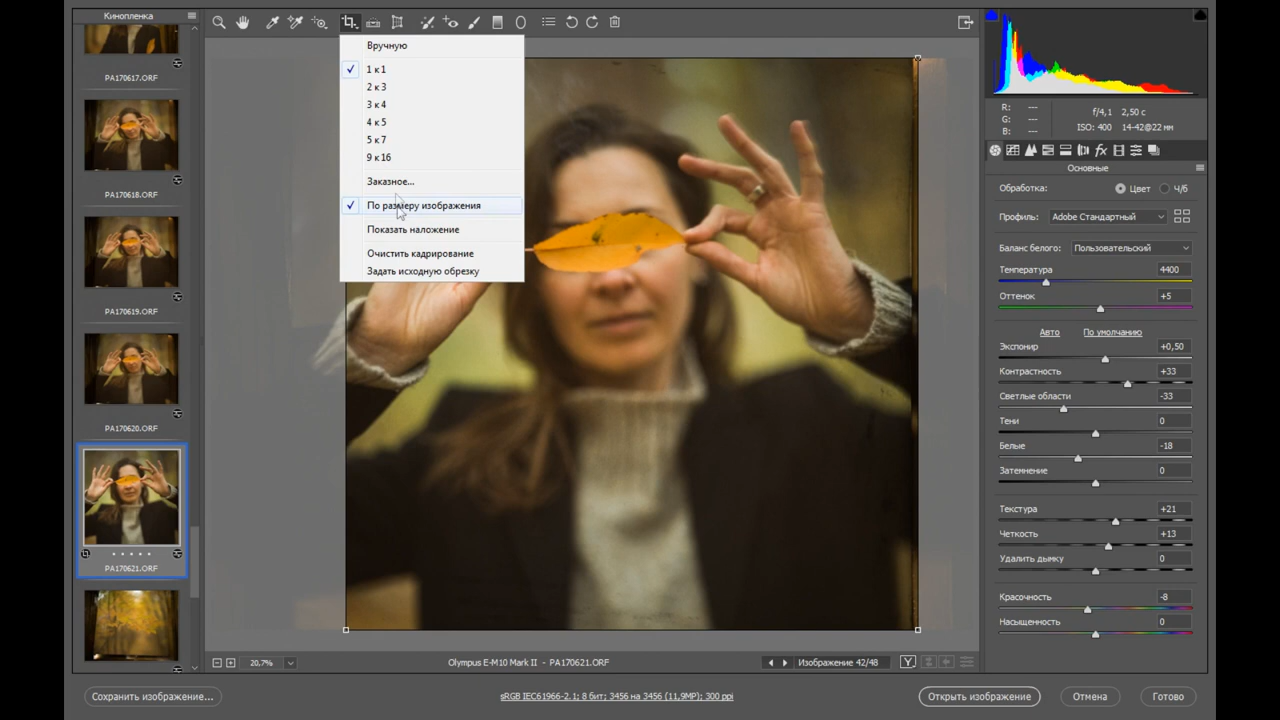 Кинопленка
PA170617.ORF
PA170618.ORF
PA170619.ORF
PA170620.ORF
PA170621.ORF
Вручную
1 к 1
2 к 3
3 к 4
4 к 5
5 к 7
9 к 16
Заказное...
По размеру изображения
Показать наложение
Очистить кадрирование
Задать исходную обрезку
20,7%
Olympus E-M10 Mark II - PA170621.ORF
Изображение 42/48
Y
R: ---
G: ---
B: ---
f/4,1 2,50 с
ISO: 400 14-42@22 мм
fx
Основные
Обработка: Цвет Ч/б
Профиль: Adobe Стандартный
Баланс белого: Пользовательский
Температура 4400
Оттенок +5
Авто По умолчанию
Экспонир +0,50
Контрастность +33
Светлые области -33
Тени 0
Белые -18
Затемнение 0
Текстура +21
Четкость +13
Удалить дымку 0
Красочность -8
Насыщенность 0
Сохранить изображение...
sRGB IEC61966-2.1; 8 бит; 3456 на 3456 (11,9MP); 300 ppi
Открыть изображение
Отмена
Готово